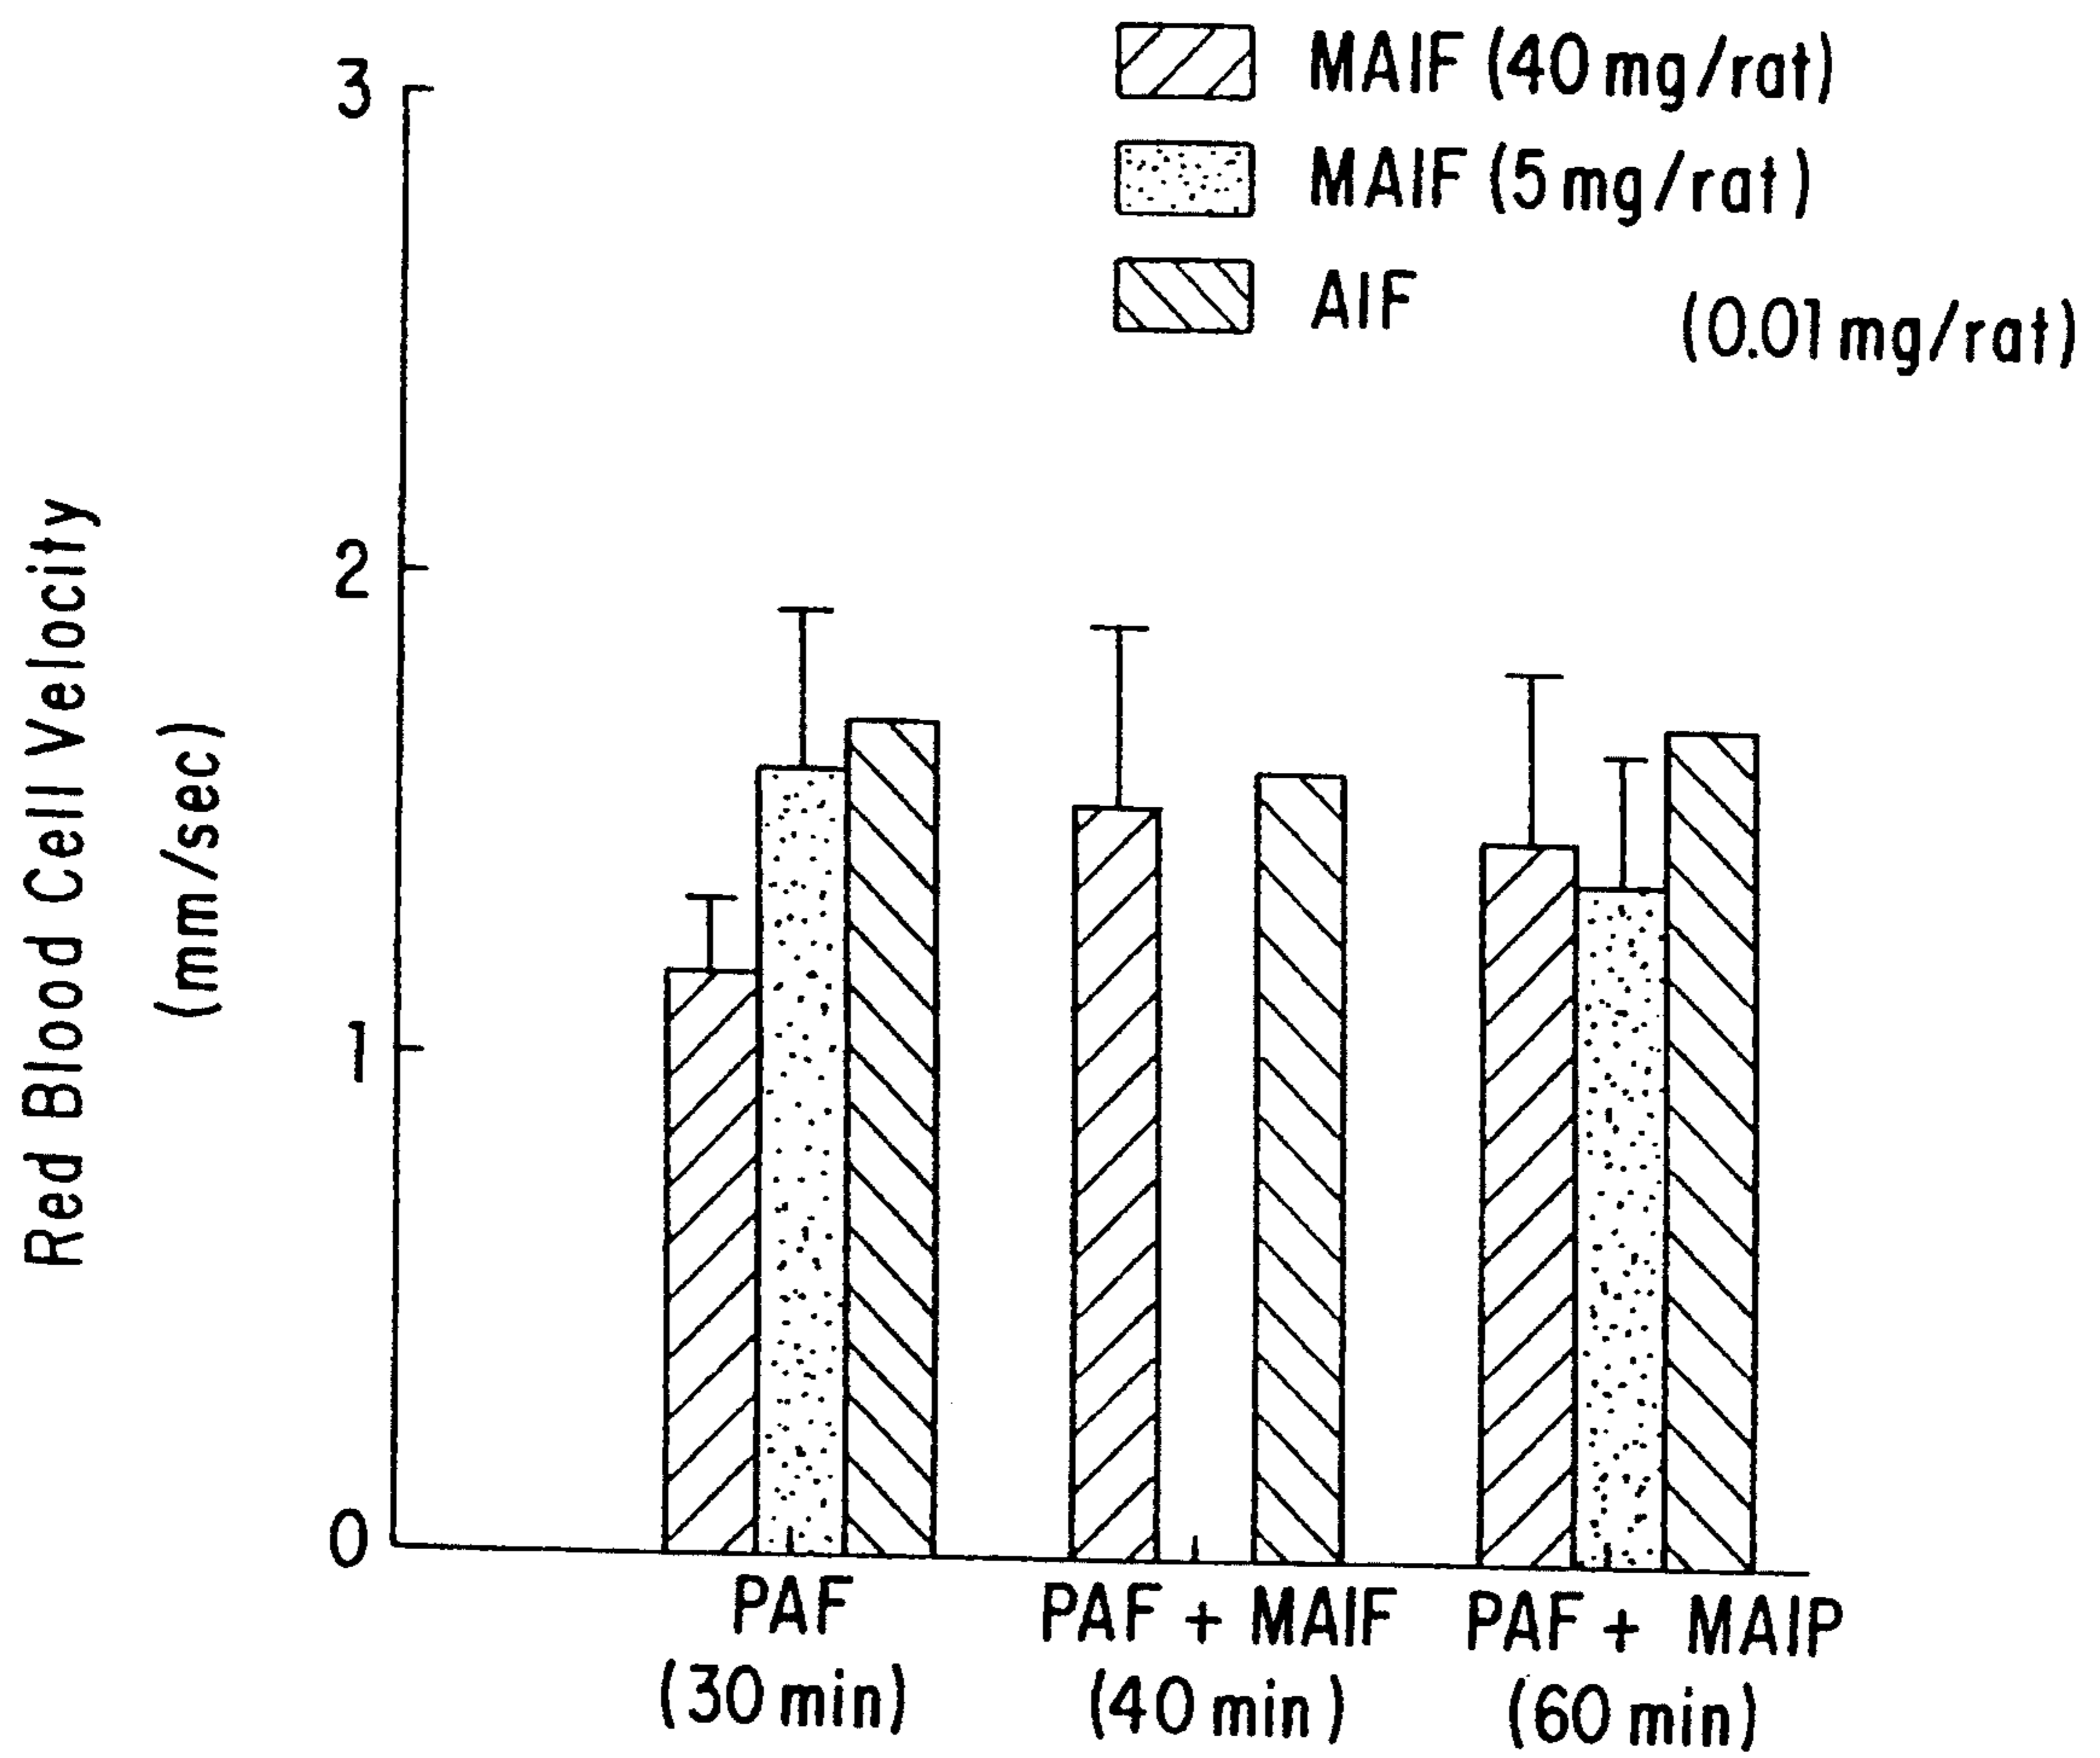 MAIF (40 mg/rat)
MAIF (5 mg/rat)
AIF (0.01 mg/rat)
3
2
1
0
Red Blood Cell Velocity
(mm/sec)
PAF PAF + MAIF PAF + MAIP
(30 min) (40 min) (60 min)